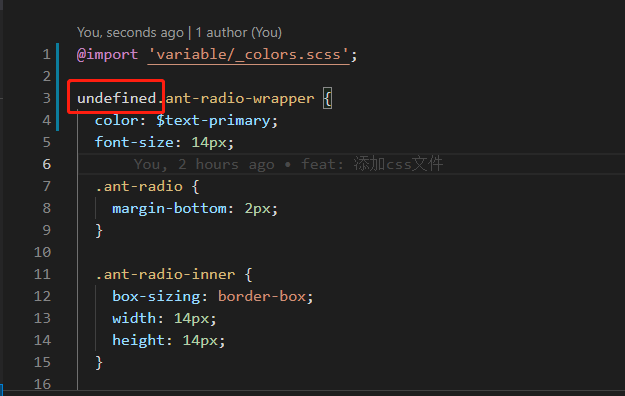 You, seconds ago | 1 author (You)
1 @import 'variable/_colors.scss';
2
3 undefined.ant-radio-wrapper {
4 color: $text-primary;
5 font-size: 14px;
6 You, 2 hours ago • feat: 添加css文件
7 .ant-radio {
8 margin-bottom: 2px;
9 }
10
11 .ant-radio-inner {
12 box-sizing: border-box;
13 width: 14px;
14 height: 14px;
15 }
16